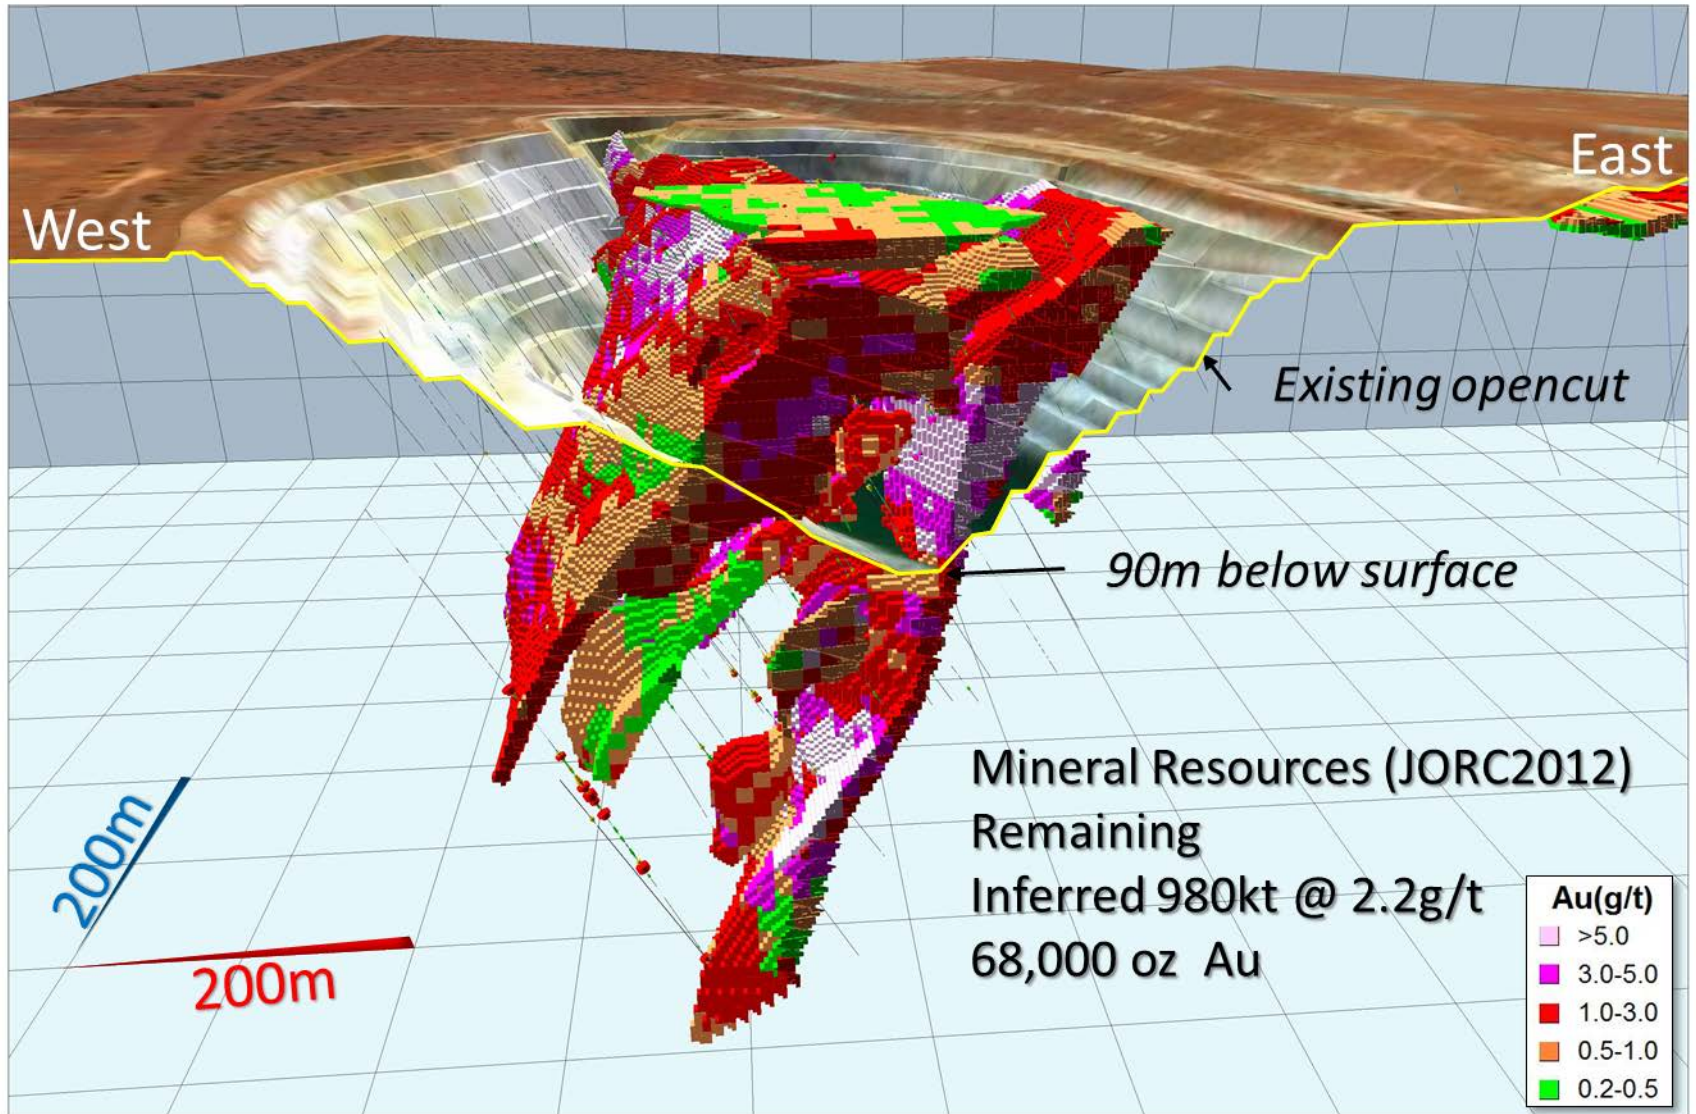 West
East
Existing opencut
90m below surface
200m
200m
Mineral Resources (JORC2012)
Remaining
Inferred 980kt @ 2.2g/t
68,000 oz  Au
Au(g/t)
>5.0
3.0-5.0
1.0-3.0
0.5-1.0
0.2-0.5